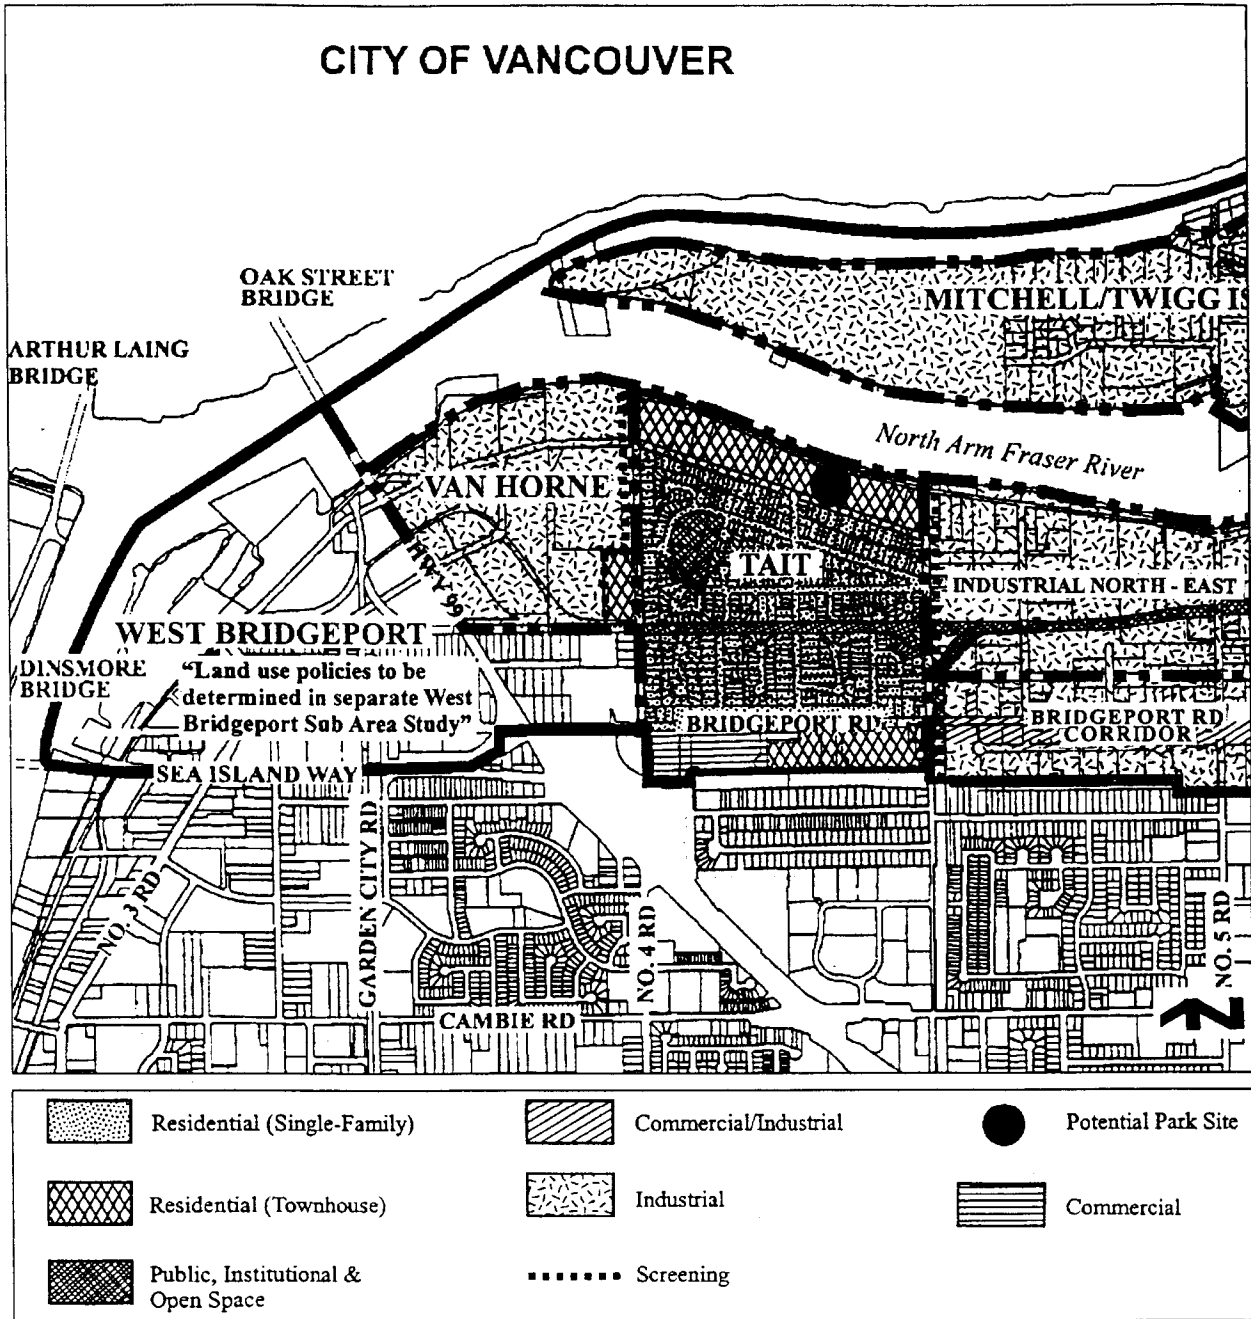 CITY OF VANCOUVER
OAK STREET
BRIDGE
ARTHUR LAING
BRIDGE
MITCHELL/TWIGG IS
North Arm Fraser River
VAN HORNE
TAIT
HWY 99
INDUSTRIAL NORTH - EAST
WEST BRIDGEPORT
DINSMORE
BRIDGE
"Land use policies to be
determined in separate West
Bridgeport Sub Area Study"
BRIDGEPORT RD
BRIDGEPORT RD
CORRIDOR
SEA ISLAND WAY
NO. 3 RD
GARDEN CITY RD
NO. 4 RD
NO. 5 RD
CAMBIE RD
N
Residential (Single-Family)
Commercial/Industrial
Potential Park Site
Residential (Townhouse)
Industrial
Commercial
Public, Institutional &
Open Space
Screening